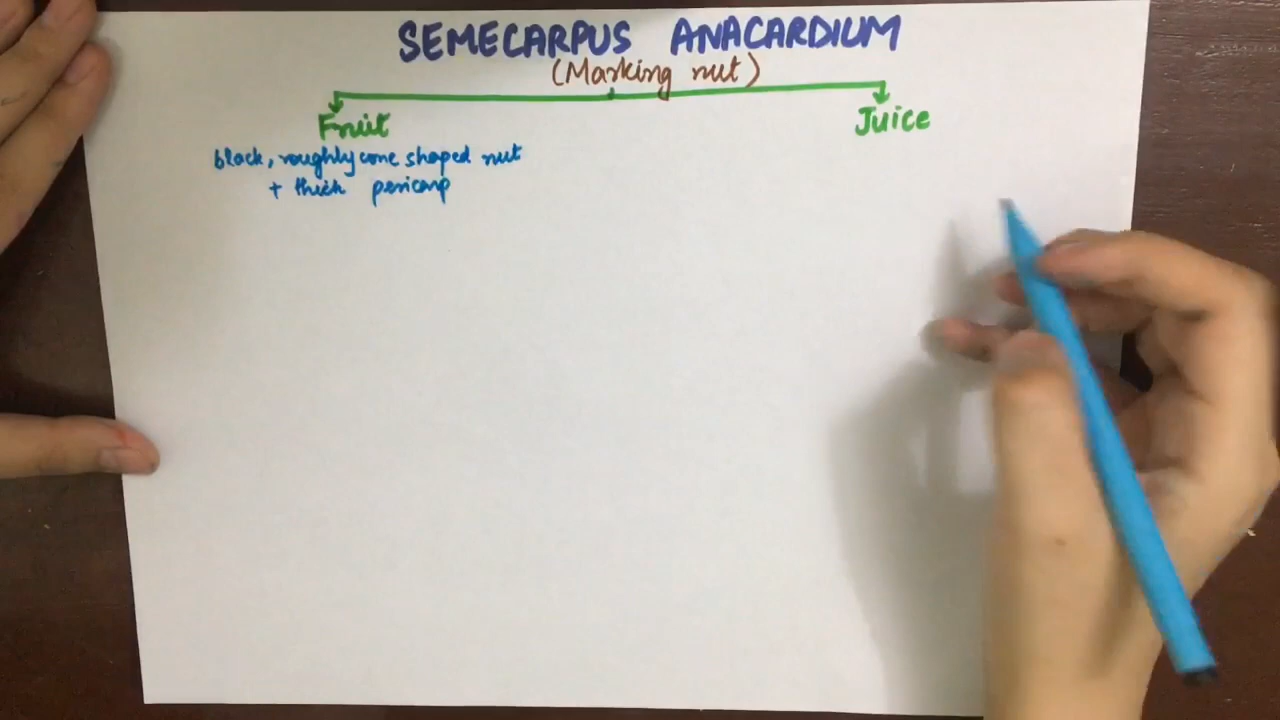 SEMECARPUS ANACARDIUM
(Marking nut)
Fruit
Juice
black, roughly cone shaped nut
+ thick pericarp